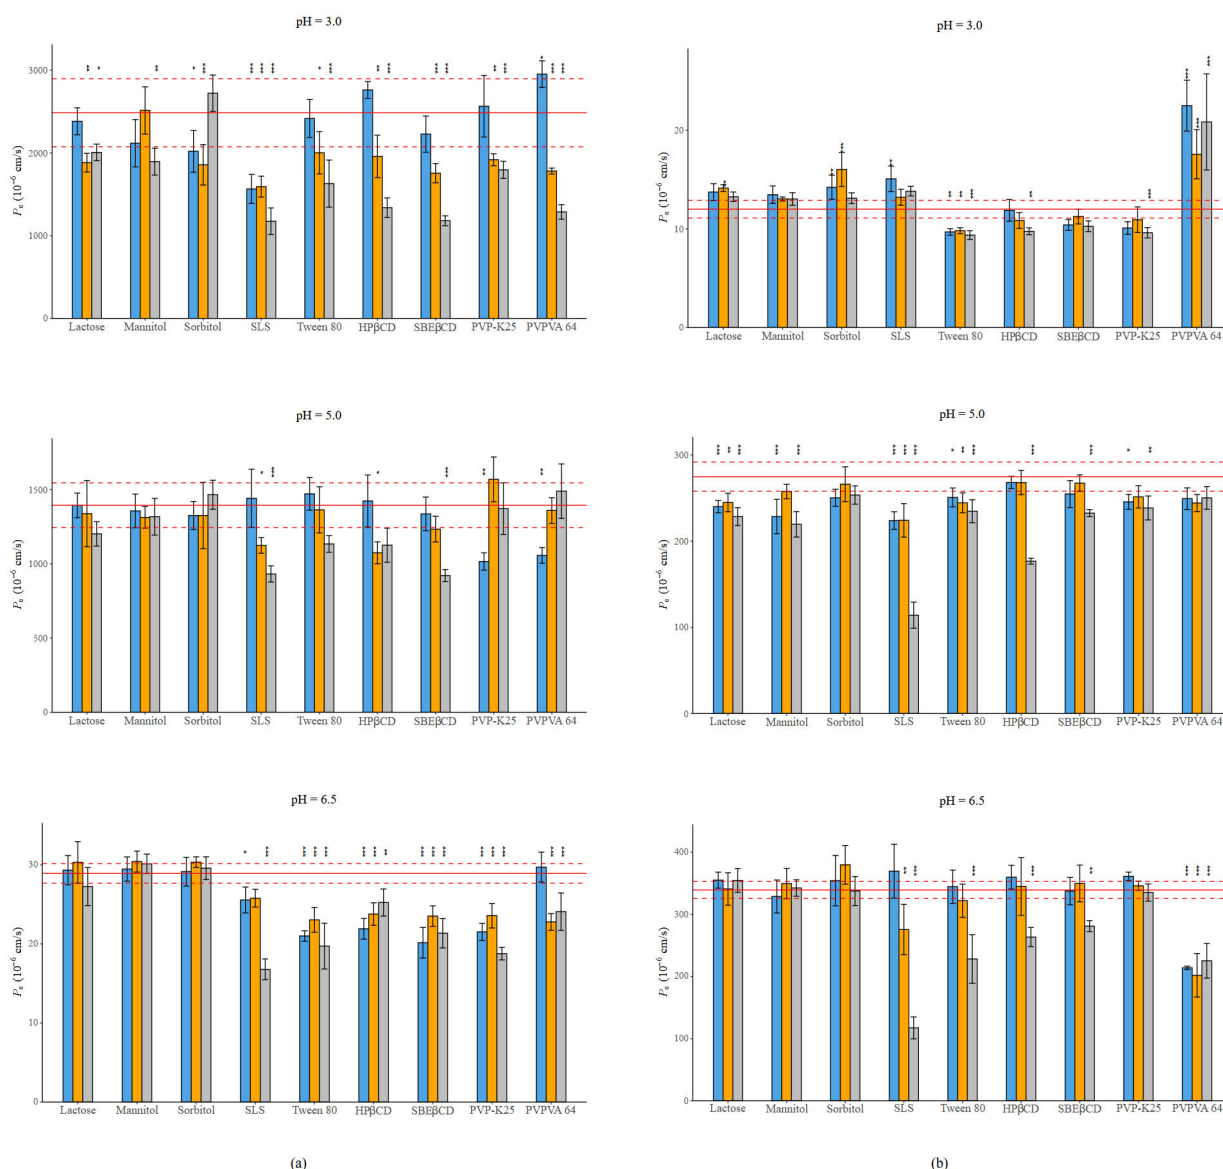 pH = 3.0
3000
2000
1000
0
Pe (10⁻⁶ cm/s)
Lactose Mannitol Sorbitol SLS Tween 80 HPβCD SBEβCD PVP-K25 PVPVA 64
pH = 3.0
20
10
0
Pe (10⁻⁶ cm/s)
Lactose Mannitol Sorbitol SLS Tween 80 HPβCD SBEβCD PVP-K25 PVPVA 64
pH = 5.0
1500
1000
500
0
Pe (10⁻⁶ cm/s)
Lactose Mannitol Sorbitol SLS Tween 80 HPβCD SBEβCD PVP-K25 PVPVA 64
pH = 5.0
300
200
100
0
Pe (10⁻⁶ cm/s)
Lactose Mannitol Sorbitol SLS Tween 80 HPβCD SBEβCD PVP-K25 PVPVA 64
pH = 6.5
30
20
10
0
Pe (10⁻⁶ cm/s)
Lactose Mannitol Sorbitol SLS Tween 80 HPβCD SBEβCD PVP-K25 PVPVA 64
pH = 6.5
400
300
200
100
0
Pe (10⁻⁶ cm/s)
Lactose Mannitol Sorbitol SLS Tween 80 HPβCD SBEβCD PVP-K25 PVPVA 64
(a)
(b)